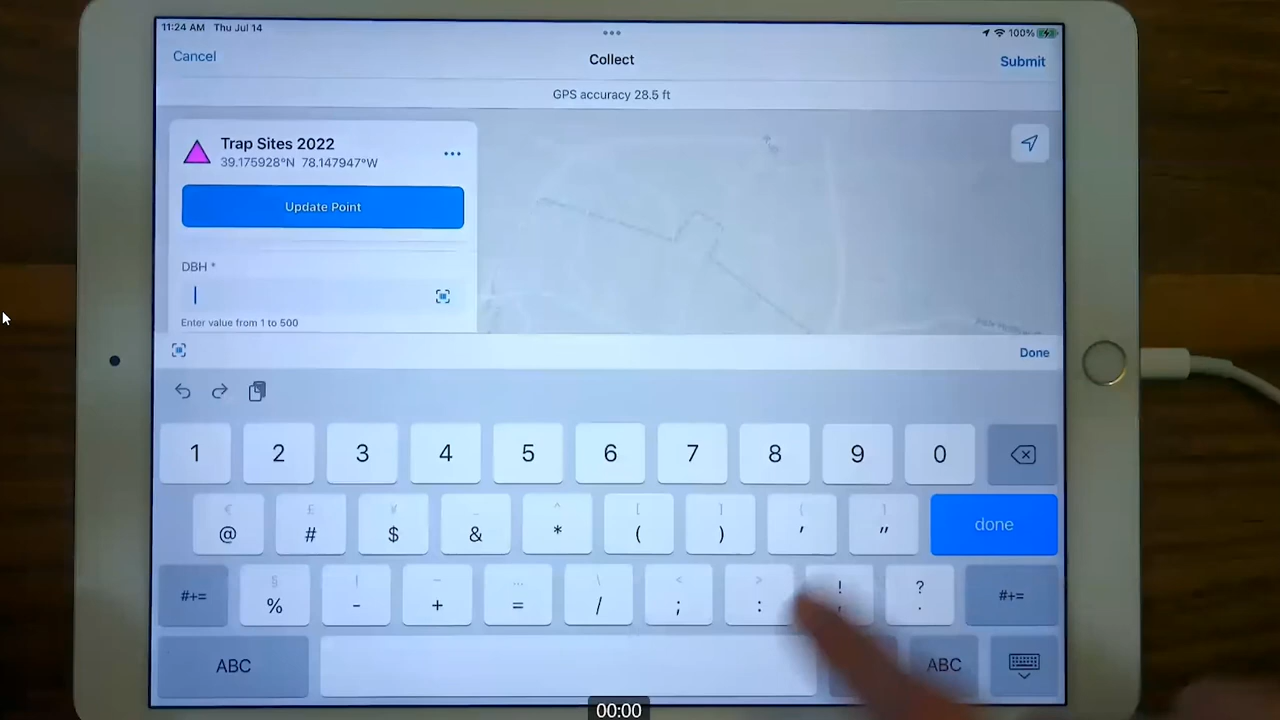 11:24 AM Thu Jul 14
100%
Cancel
Collect
Submit
GPS accuracy 28.5 ft
Trap Sites 2022
39.175928°N 78.147947°W
Update Point
DBH *
Enter value from 1 to 500
Done
1 2 3 4 5 6 7 8 9 0
€ £ ¥ _ ^ [ ] { }
@ # $ & * ( ) ' "
done
§ | ~ … \ < > ! ?
#+= % - + = / ; : , . #+=
ABC
ABC
00:00